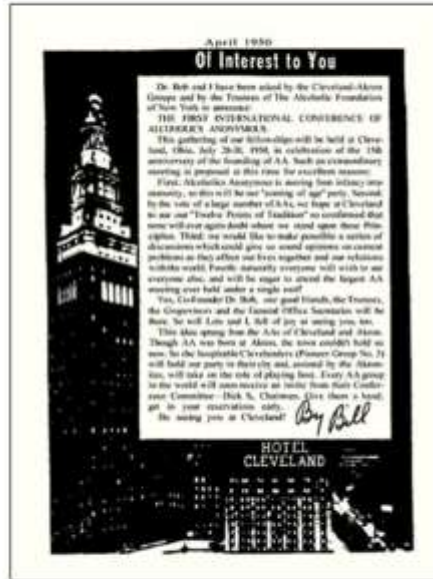 April 1950
Of Interest to You
Dr. Bob and I have been asked by the Cleveland-Akron
Groups and by the Trustees of The Alcoholic Foundation
of New York to announce:
THE FIRST INTERNATIONAL CONFERENCE OF
ALCOHOLICS ANONYMOUS.
This gathering of our fellowships will be held at Cleve-
land, Ohio, July 28-30, 1950, in celebration of the 15th
anniversary of the founding of AA. Such an extraordinary
meeting is proposed at this time for excellent reasons:
First, Alcoholics Anonymous is moving from infancy into
maturity, so this will be our "coming of age" party. Second:
by the vote of a large number of AAs, we hope at Cleveland
to see our "Twelve Points of Tradition" so confirmed that
none will ever again doubt where we stand upon these Prin-
ciples. Third: we would like to make possible a series of
discussions which could give us sound opinions on current
problems as they affect our lives together and our relations
with the world. Fourth: naturally everyone will wish to see
everyone else, and will be eager to attend the largest AA
meeting ever held under a single roof!
Yes, Co-Founder Dr. Bob, our good friends, the Trustees,
the Grapeviners and the General Office Secretaries will be
there. So will Lois and I, full of joy at seeing you, too.
This idea sprang from the AAs of Cleveland and Akron.
Though AA was born at Akron, the town couldn't hold us
now. So the hospitable Clevelanders (Pioneer Group No. 3)
will hold our party in their city and, assisted by the Akron-
ites, will take on the role of playing host. Every AA group
in the world will soon receive an invite from their Confer-
ence Committee—Dick S., Chairman. Give them a hand;
get in your reservations early.
Be seeing you at Cleveland!
By Bill
HOTEL
CLEVELAND